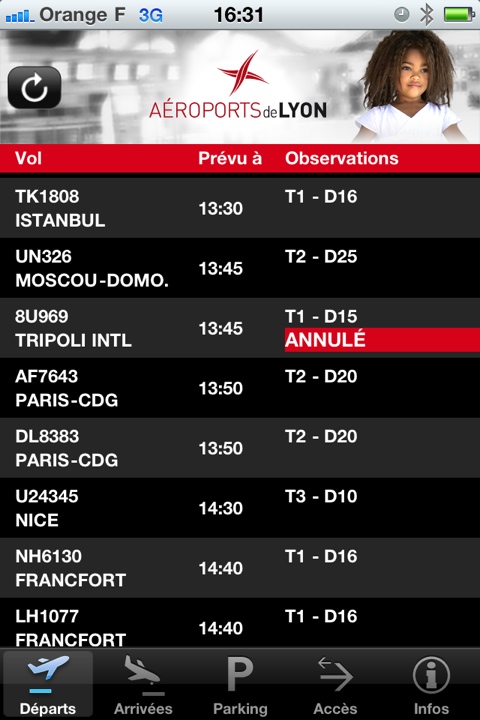 Orange F 3G 16:31
AÉROPORTSdeLYON
Vol Prévu à Observations
TK1808
ISTANBUL
13:30
T1 - D16
UN326
MOSCOU-DOMO.
13:45
T2 - D25
8U969
TRIPOLI INTL
13:45
T1 - D15
ANNULÉ
AF7643
PARIS-CDG
13:50
T2 - D20
DL8383
PARIS-CDG
13:50
T2 - D20
U24345
NICE
14:30
T3 - D10
NH6130
FRANCFORT
14:40
T1 - D16
LH1077
FRANCFORT
14:40
T1 - D16
P
Départs Arrivées Parking Accès Infos